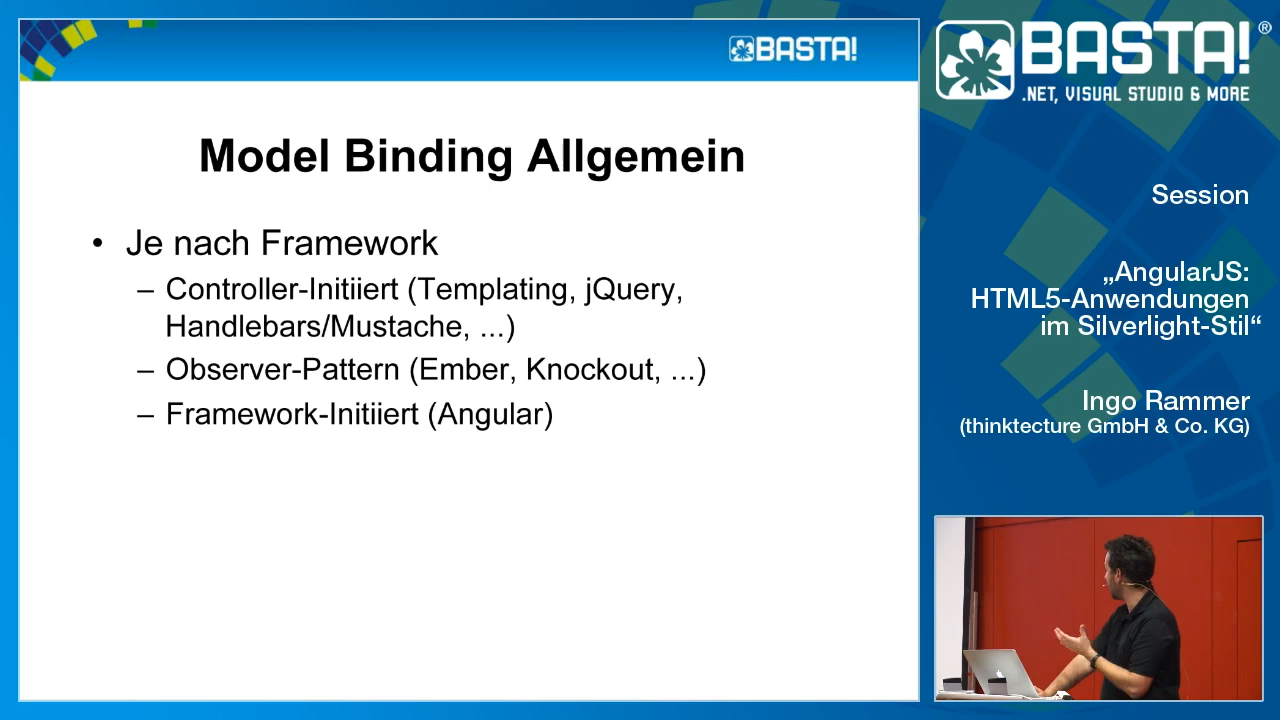 BASTA!
Model Binding Allgemein
• Je nach Framework
– Controller-Initiiert (Templating, jQuery,
Handlebars/Mustache, ...)
– Observer-Pattern (Ember, Knockout, ...)
– Framework-Initiiert (Angular)
BASTA!®
.NET, VISUAL STUDIO & MORE
Session
„AngularJS:
HTML5-Anwendungen
im Silverlight-Stil“
Ingo Rammer
(thinktecture GmbH & Co. KG)